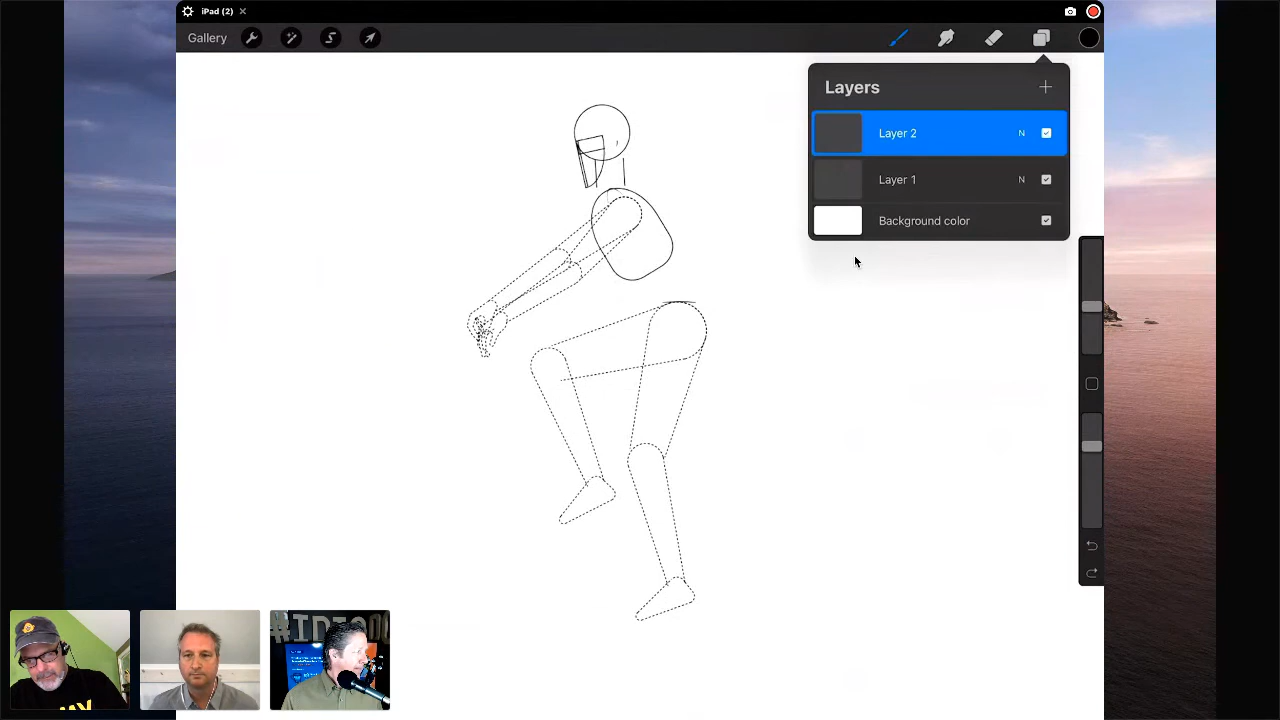 iPad (2)
Gallery
Layers
Layer 2
N
Layer 1
N
Background color